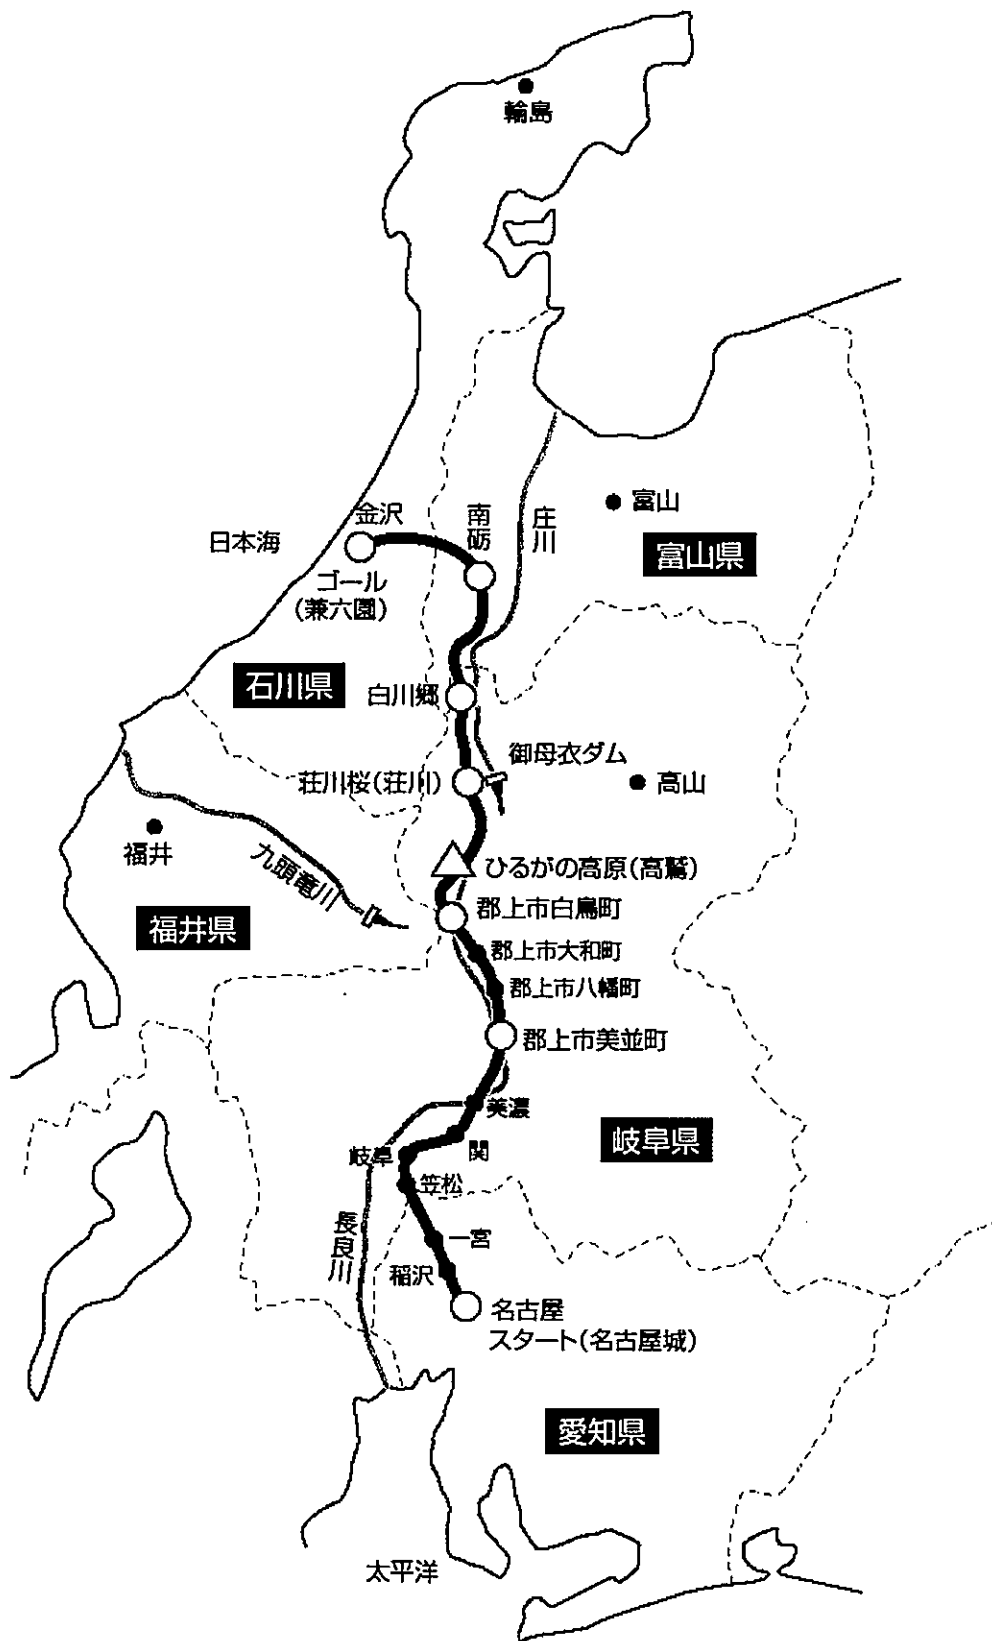 輪島
富山
富山県
庄川
南砺
金沢
日本海
ゴール
(兼六園)
石川県
白川郷
御母衣ダム
荘川桜(荘川)
高山
福井
九頭竜川
ひるがの高原(高鷲)
福井県
郡上市白鳥町
郡上市大和町
郡上市八幡町
郡上市美並町
美濃
岐阜県
関
岐阜
笠松
長良川
一宮
稲沢
名古屋
スタート(名古屋城)
愛知県
太平洋